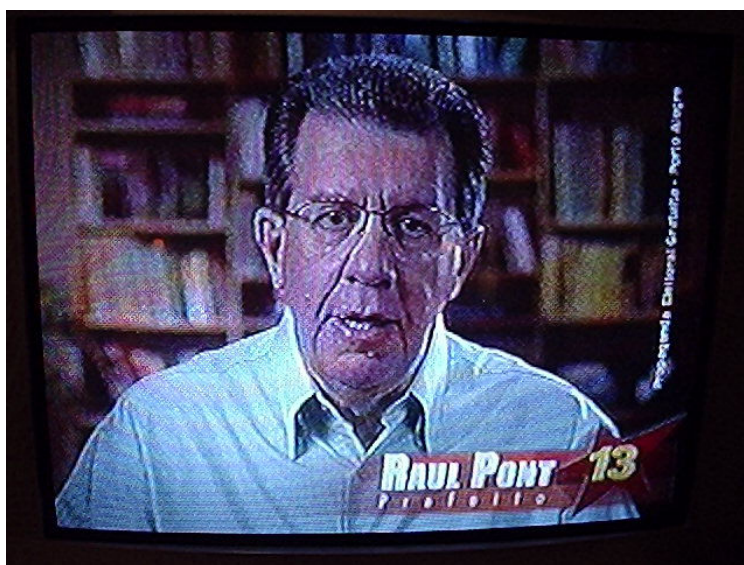 Propaganda Eleitoral Gratuita - Porto Alegre
RAUL PONT 13
Prefeito